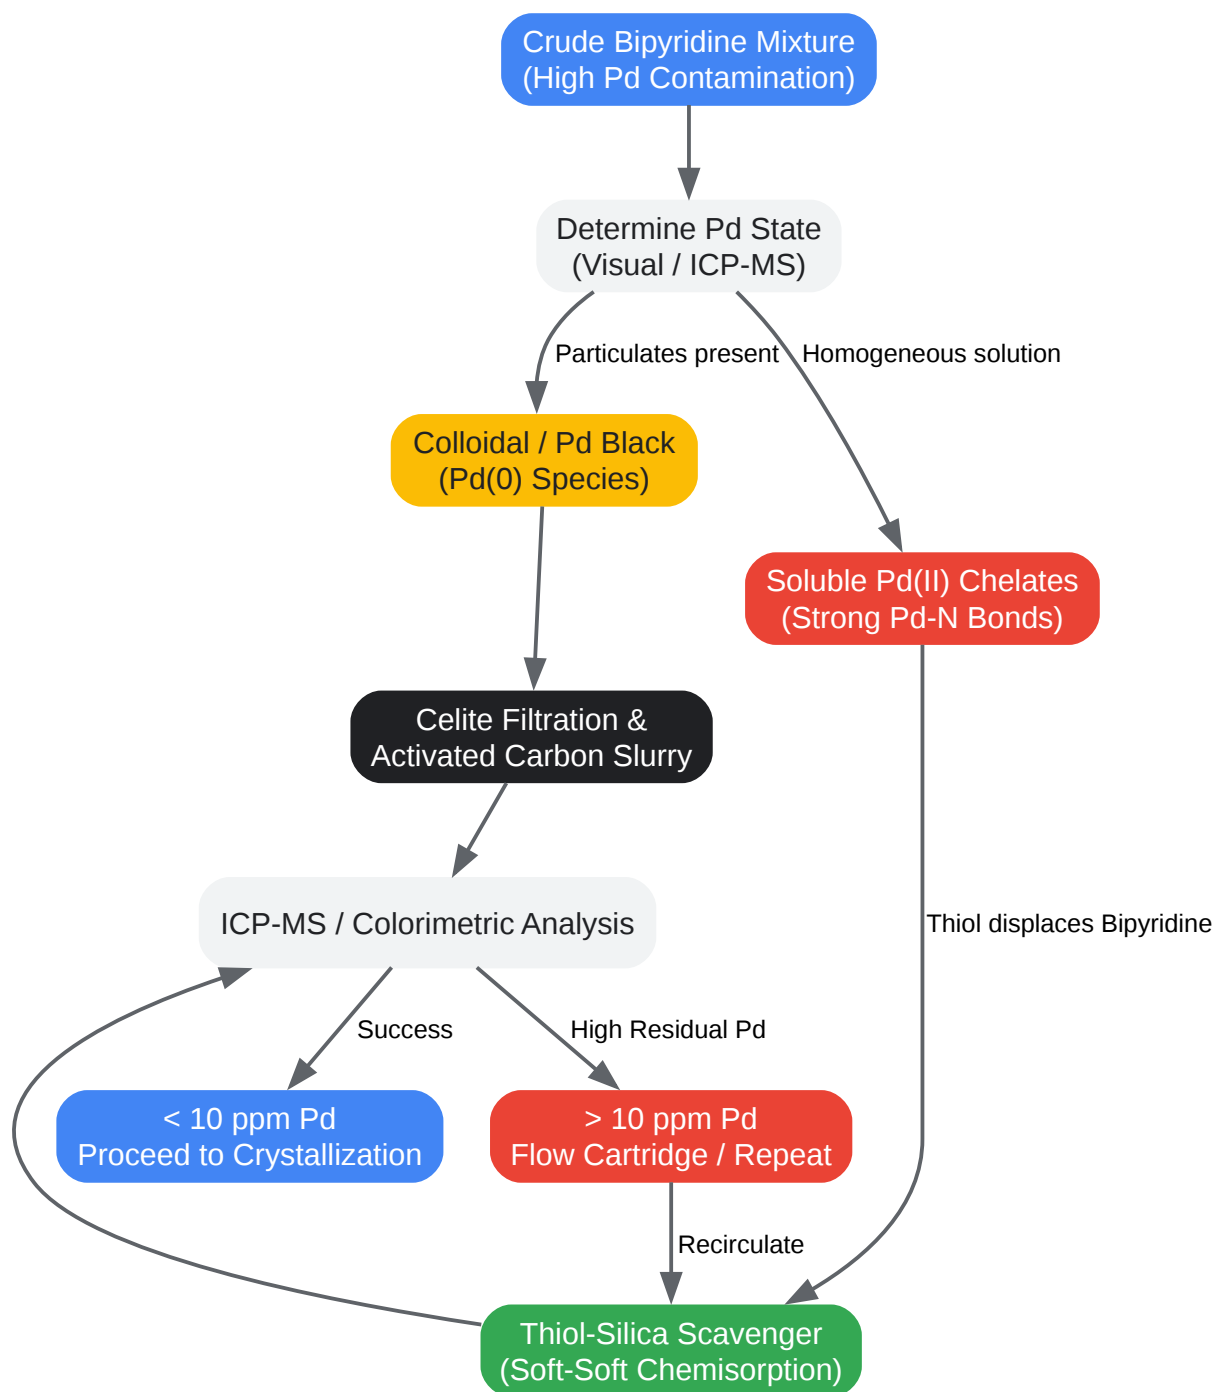 Crude Bipyridine Mixture
(High Pd Contamination)
Determine Pd State
(Visual / ICP-MS)
Particulates present
Homogeneous solution
Colloidal / Pd Black
(Pd(0) Species)
Soluble Pd(II) Chelates
(Strong Pd-N Bonds)
Celite Filtration &
Activated Carbon Slurry
ICP-MS / Colorimetric Analysis
Thiol displaces Bipyridine
Success
High Residual Pd
< 10 ppm Pd
Proceed to Crystallization
> 10 ppm Pd
Flow Cartridge / Repeat
Recirculate
Thiol-Silica Scavenger
(Soft-Soft Chemisorption)